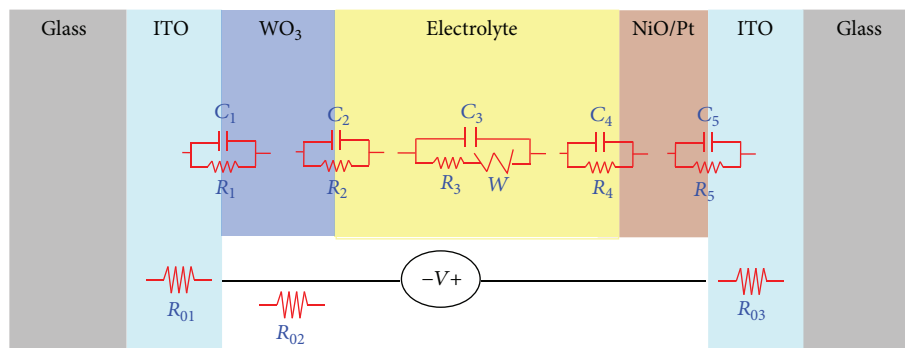 Glass ITO WO₃ Electrolyte NiO/Pt ITO Glass
C₁ C₂ C₃ C₄ C₅
R₁ R₂ R₃ W R₄ R₅
−V+
R₀₁ R₀₂ R₀₃